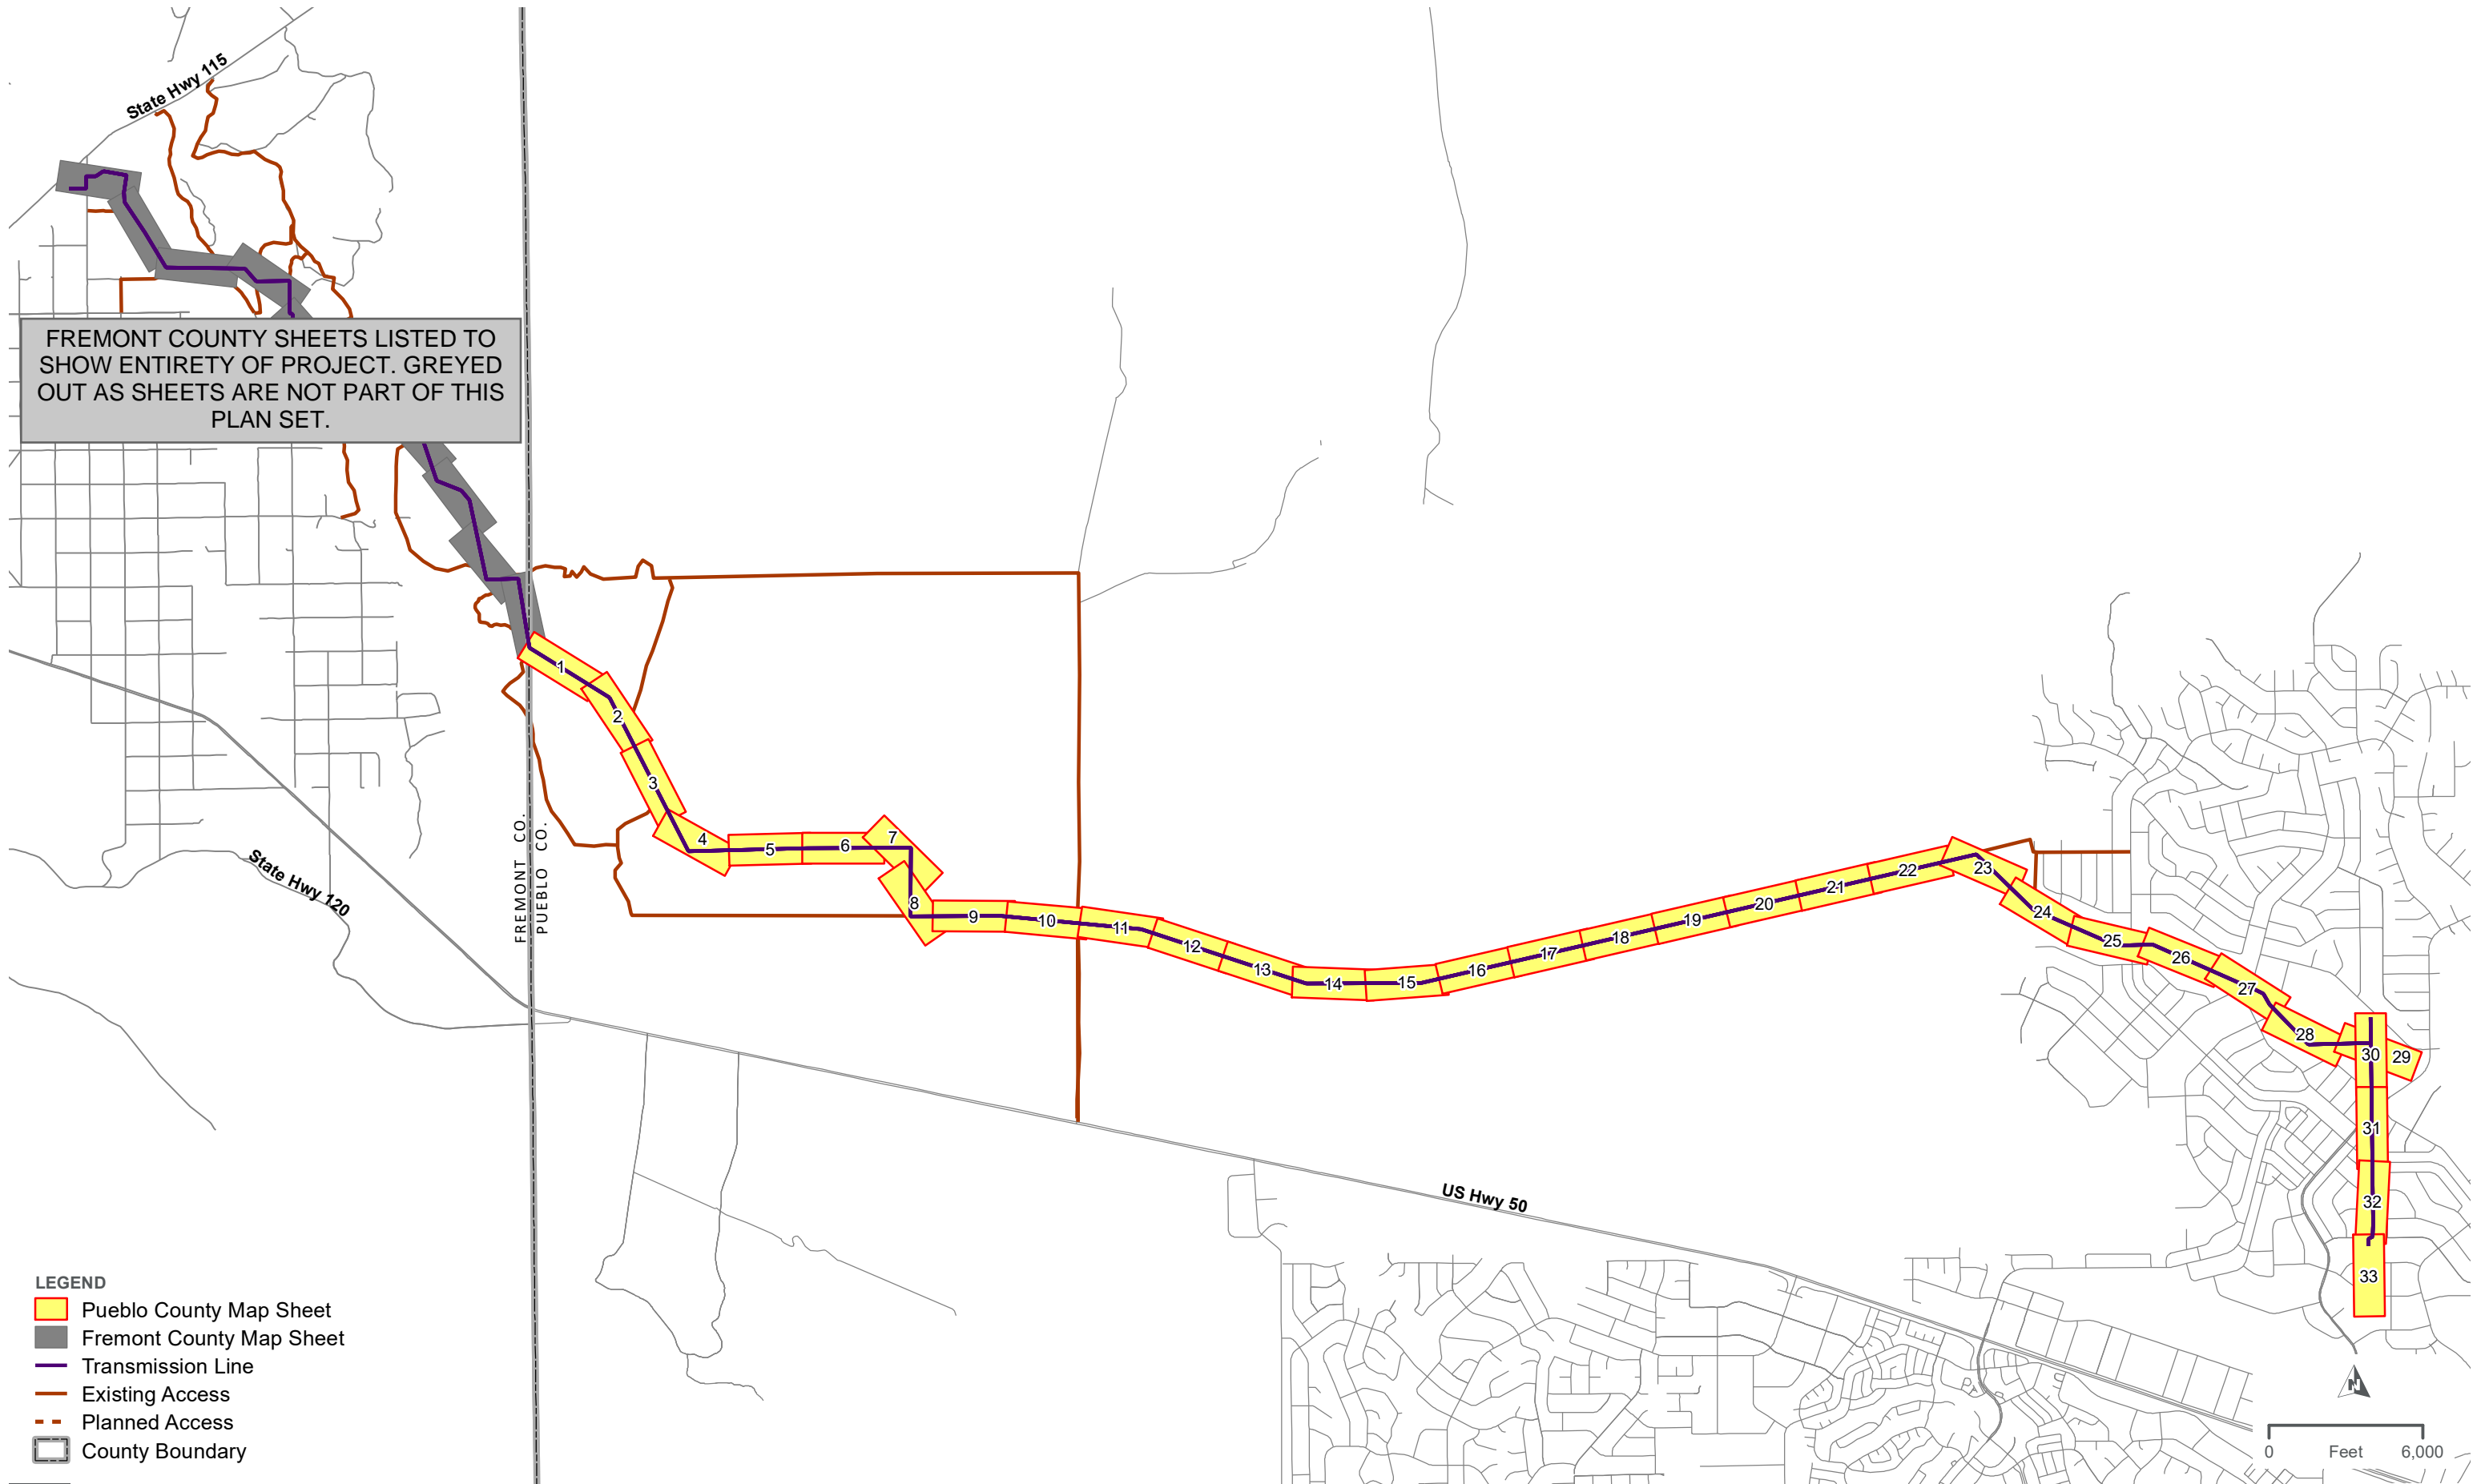 State Hwy 115
FREMONT COUNTY SHEETS LISTED TO
SHOW ENTIRETY OF PROJECT. GREYED
OUT AS SHEETS ARE NOT PART OF THIS
PLAN SET.
1
2
3
4
5
6
7
8
9
10
11
12
13
14
15
16
17
18
19
20
21
22
23
24
25
26
27
28
29
30
31
32
33
FREMONT CO.
PUEBLO CO.
State Hwy 120
US Hwy 50
LEGEND
Pueblo County Map Sheet
Fremont County Map Sheet
Transmission Line
Existing Access
Planned Access
County Boundary
N
0 Feet 6,000